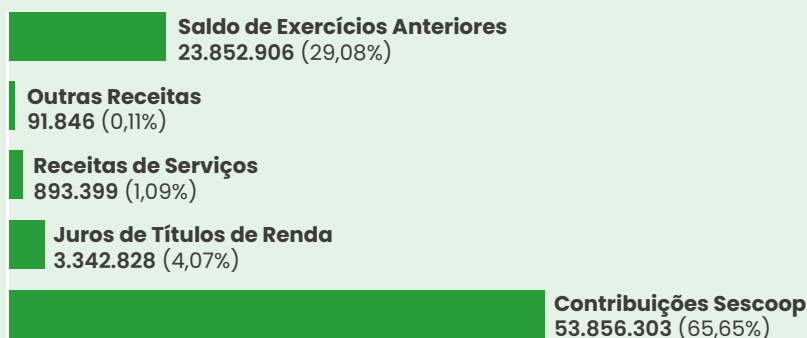 Saldo de Exercícios Anteriores
23.852.906 (29,08%)
Outras Receitas
91.846 (0,11%)
Receitas de Serviços
893.399 (1,09%)
Juros de Títulos de Renda
3.342.828 (4,07%)
Contribuições Sescoop
53.856.303 (65,65%)